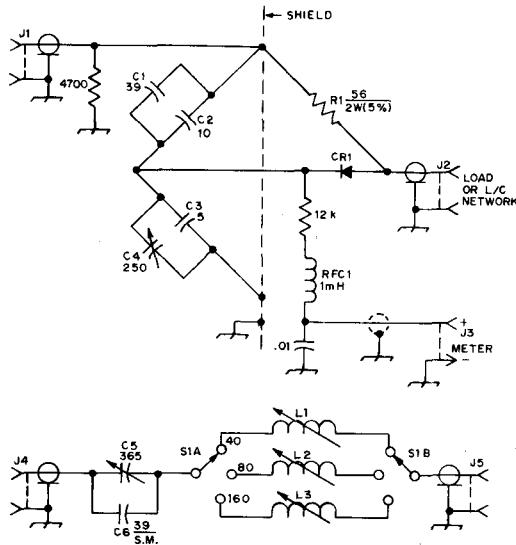 SHIELD
J1
4700
C1
39
C2
10
R1 56
2W(5%)
CR1
J2
LOAD
OR L/C
NETWORK
C3
5
C4
250
12 k
RFC1
1mH
.01
+
J3
METER
-
J4
C5
365
C6 39
S.M.
S1A
40
80
160
L1
L2
L3
S1B
J5